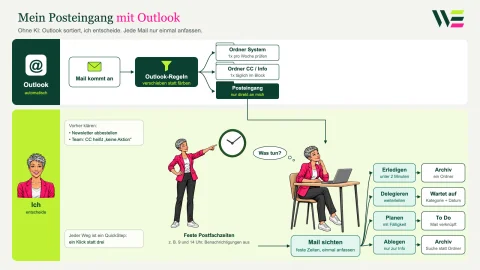 Mein Posteingang mit Outlook
Ohne KI. Outlook sortiert, ich entscheide. Jede Mail nur einmal anfassen.
WE
@
Outlook
automatisch
Mail kommt an
Outlook-Regeln
verschieben statt färben
Ordner System
1x pro Woche prüfen
Ordner CC / Info
1x täglich im Block
Posteingang
nur direkt an mich
Vorher klären:
• Newsletter abbestellen
• Team: CC heißt „keine Aktion“
Was tun?
Ich
entscheide
Erledigen
unter 2 Minuten
Archiv
ein Ordner
Delegieren
weiterleiten
Wartet auf
Kategorie + Datum
Planen
mit Fälligkeit
To Do
Mail verknüpft
Ablegen
nur zur Info
Archiv
Suche statt Ordner
Jeder Weg ist ein QuickStep:
ein Klick statt drei
Feste Postfachzeiten
z. B. 9 und 14 Uhr, Benachrichtigungen aus
Mail sichten
feste Zeiten, einmal anfassen